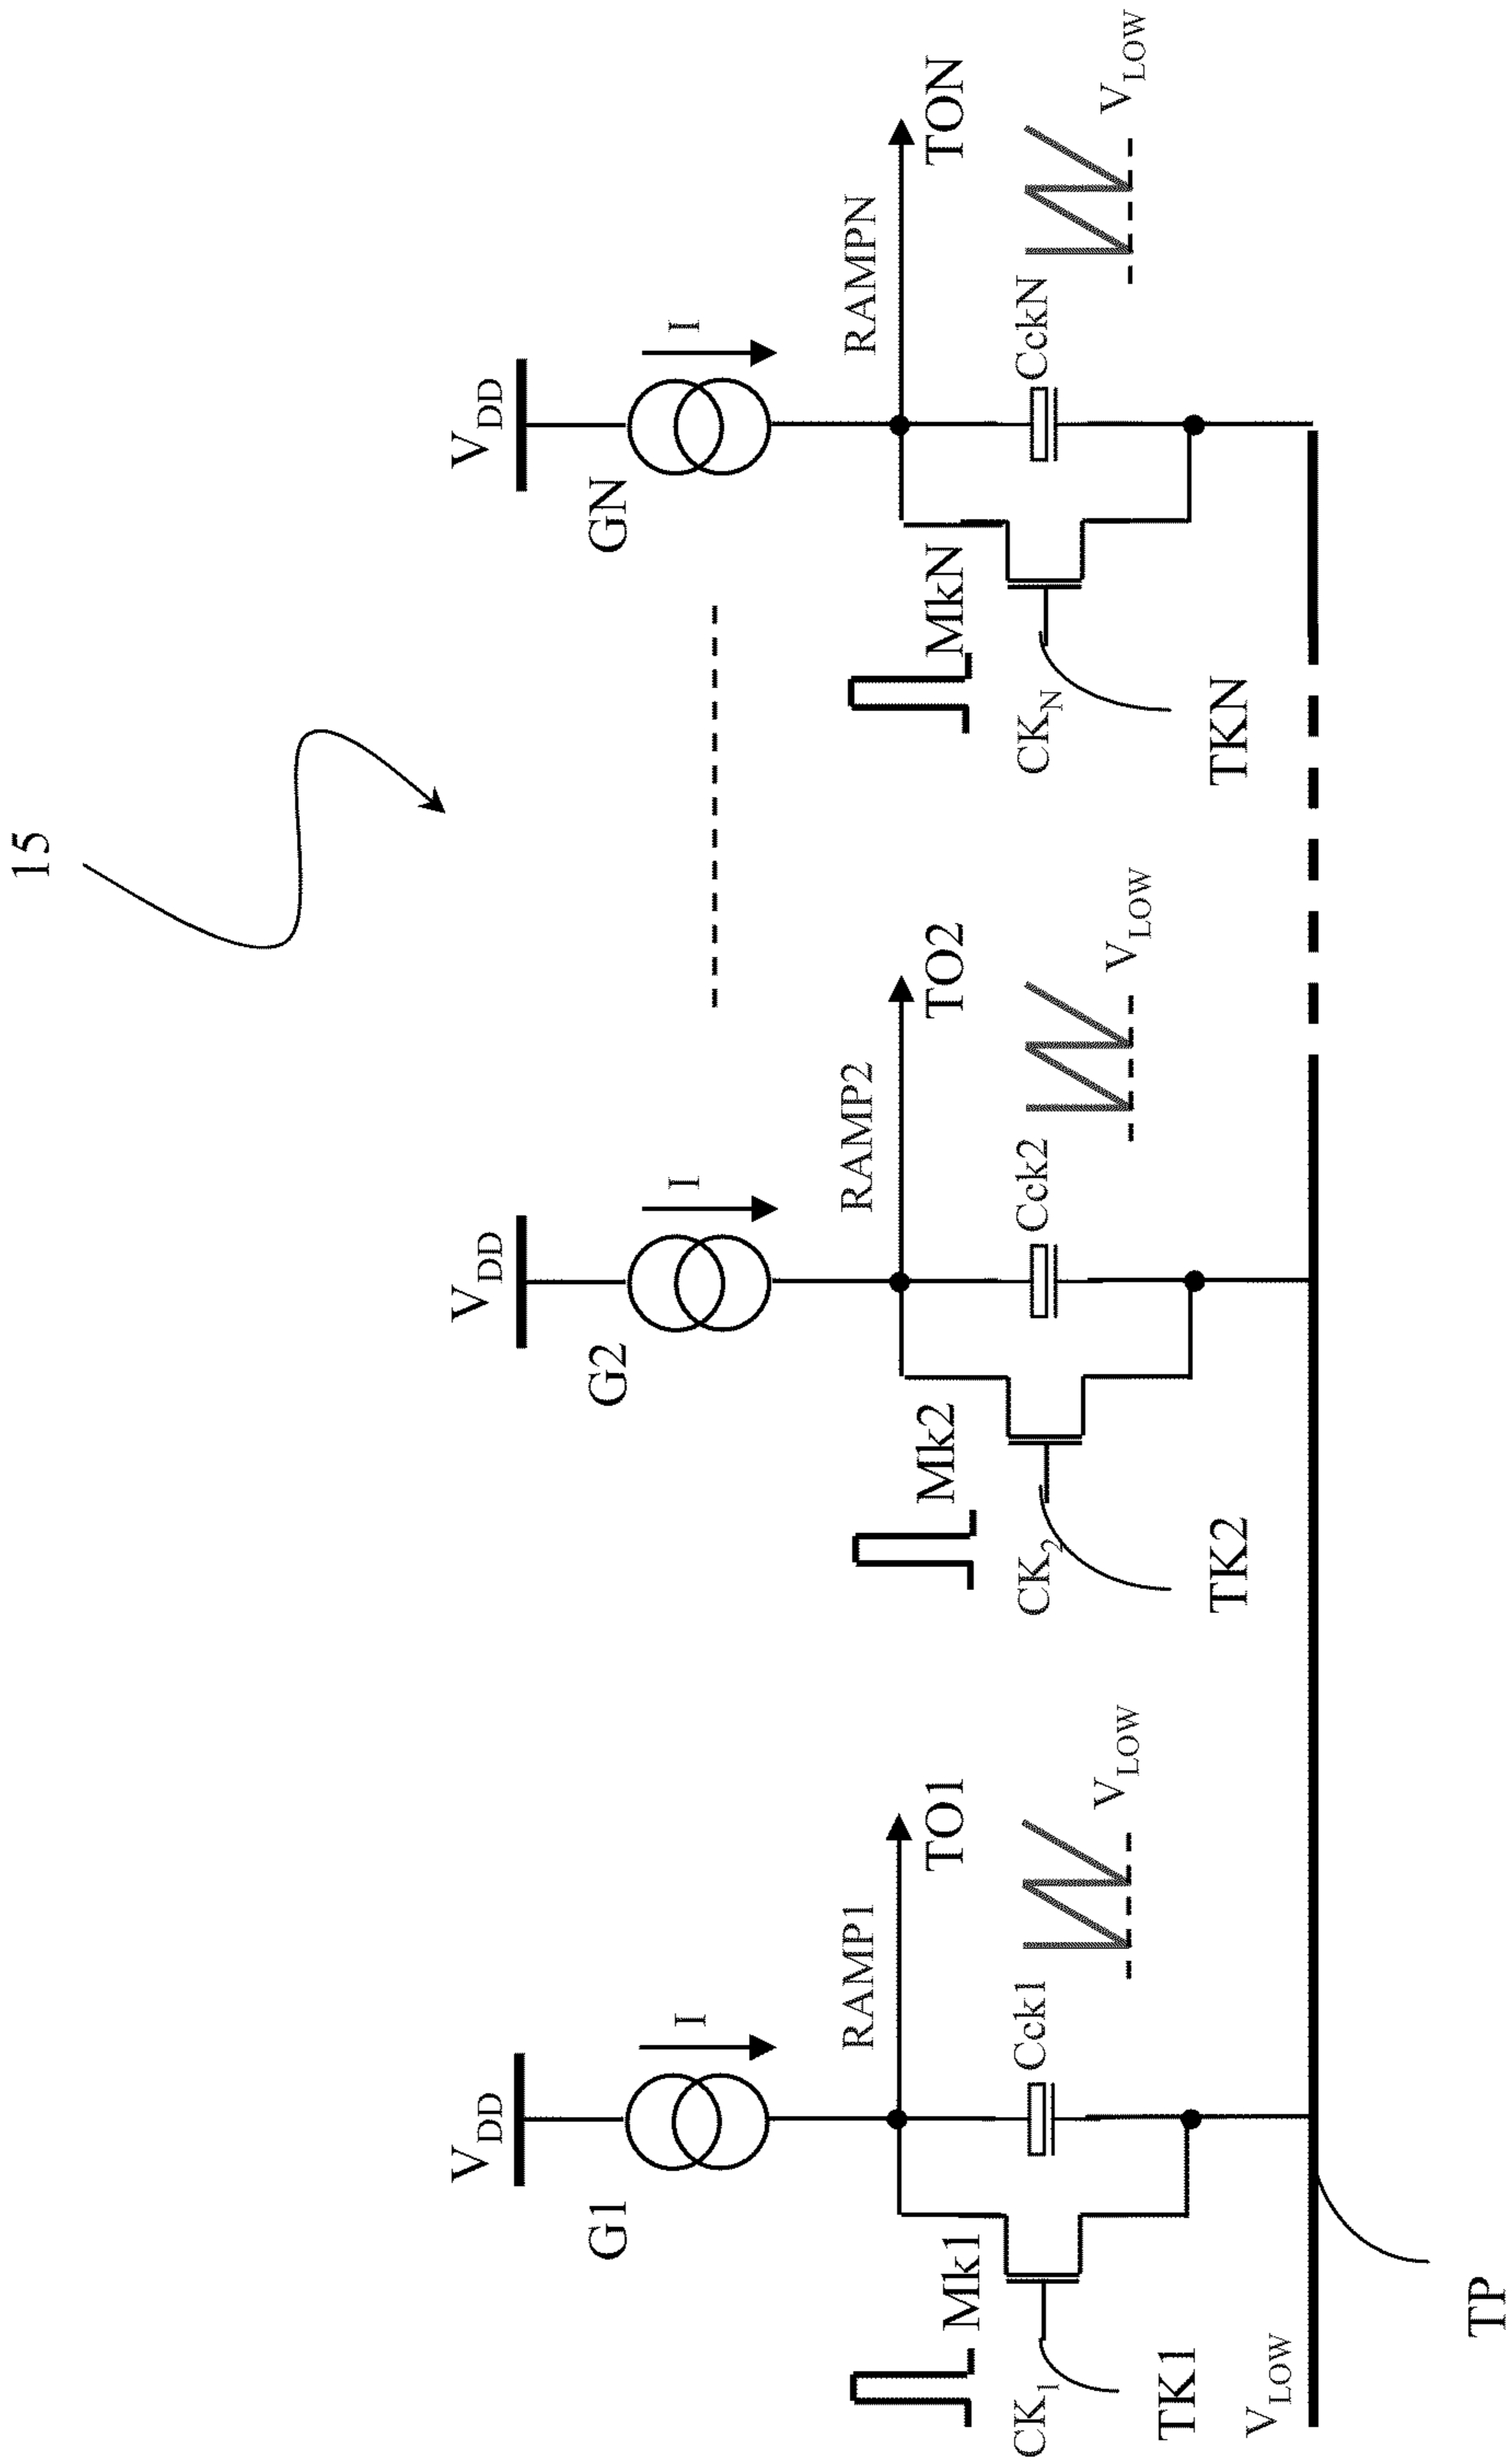 15
V_DD
V_DD
V_DD
G1
I
G2
I
GN
I
RAMP1
RAMP2
RAMPN
TO1
TO2
TON
Mk1
Mk2
MkN
CK_1
Cck1
CK_2
Cck2
CK_N
CckN
V_LOW
V_LOW
V_LOW
TK1
TK2
TKN
V_LOW
TP